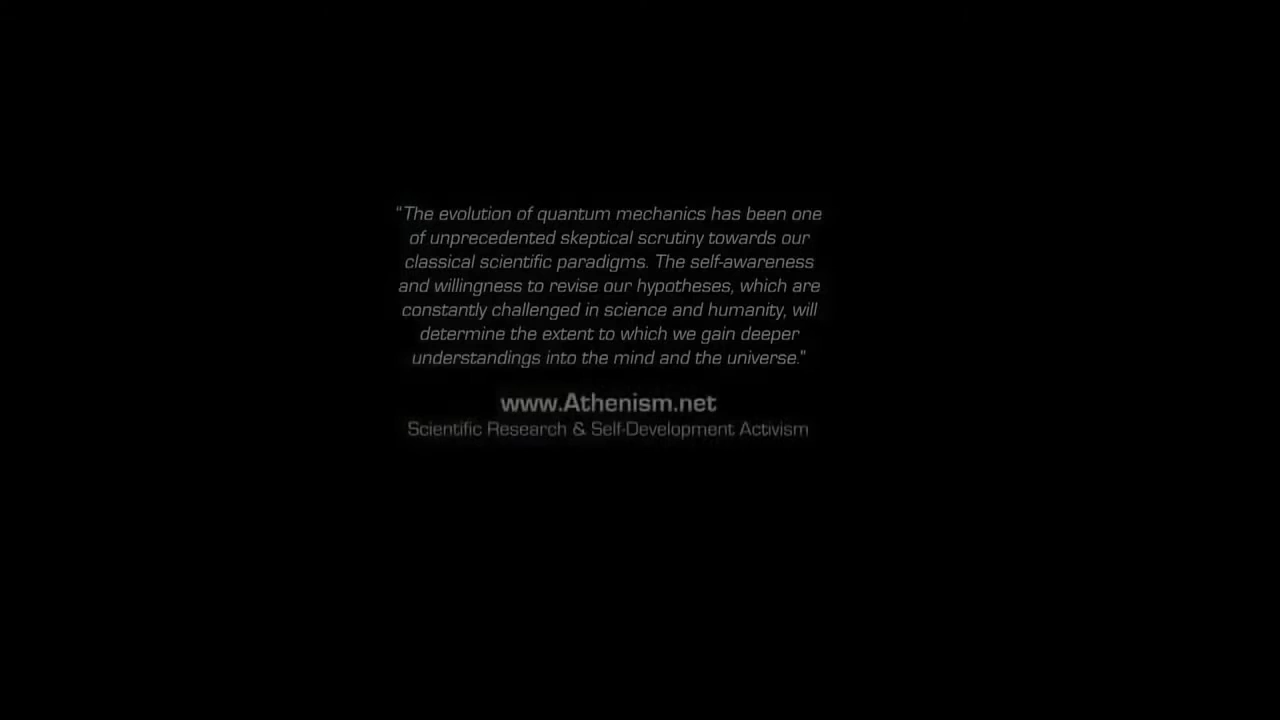 “The evolution of quantum mechanics has been one
of unprecedented skeptical scrutiny towards our
classical scientific paradigms. The self-awareness
and willingness to revise our hypotheses, which are
constantly challenged in science and humanity, will
determine the extent to which we gain deeper
understandings into the mind and the universe.”
www.Athenism.net
Scientific Research & Self-Development Activism